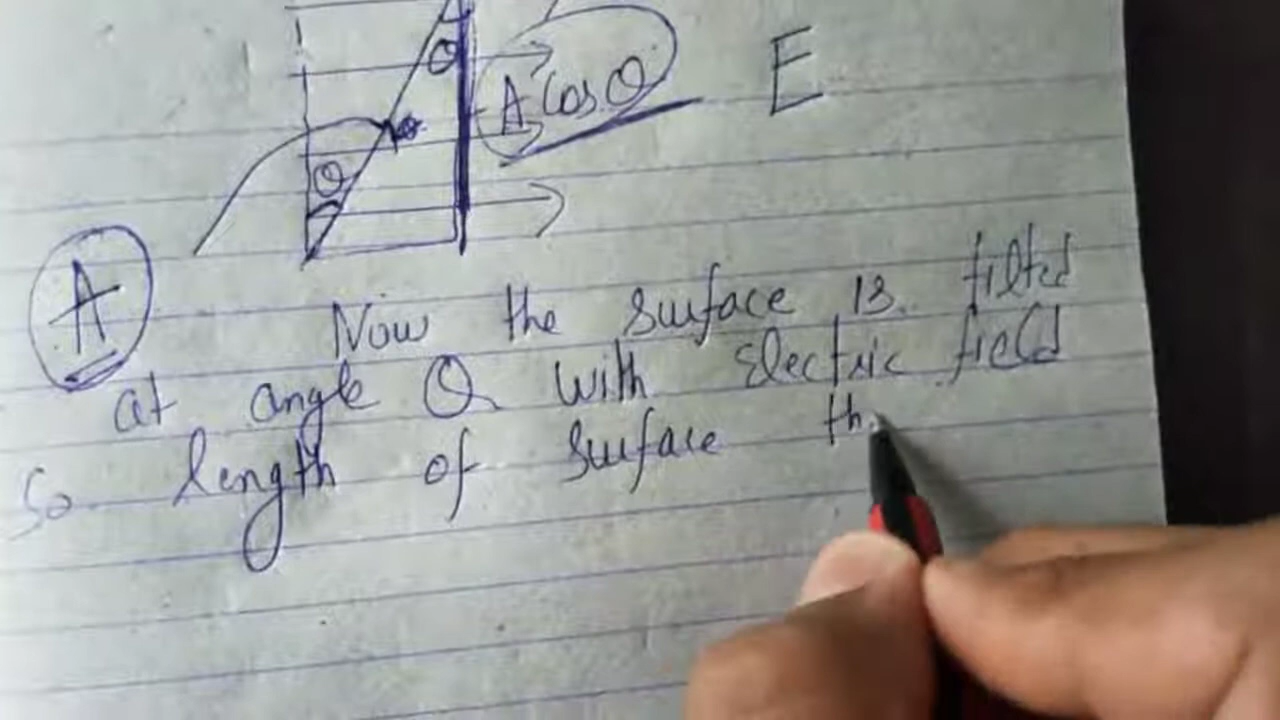 θ
A Cos θ
E
θ
A
Now the surface is tilted
at angle θ with electric field
So length of surface th